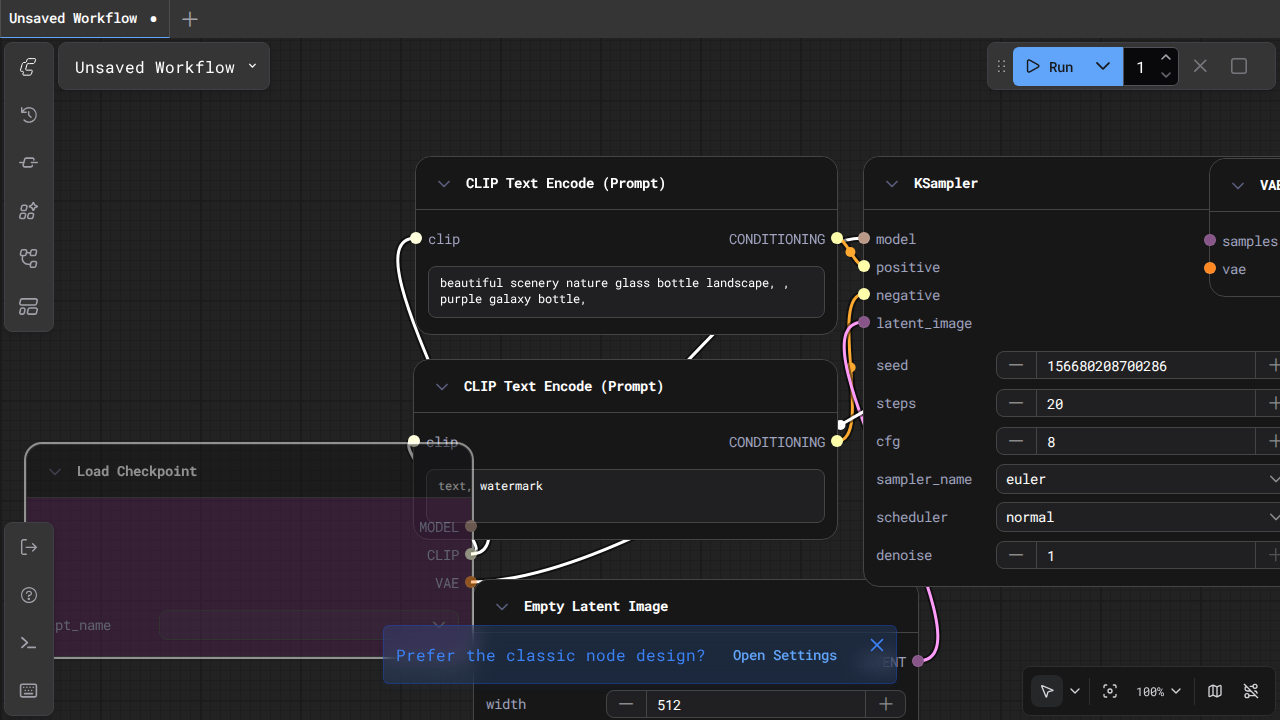 Unsaved Workflow
Unsaved Workflow
Run
1
CLIP Text Encode (Prompt)
clip
CONDITIONING
beautiful scenery nature glass bottle landscape, ,
purple galaxy bottle,
CLIP Text Encode (Prompt)
clip
CONDITIONING
text, watermark
Load Checkpoint
MODEL
CLIP
VAE
pt_name
KSampler
model
positive
negative
latent_image
seed
156680208700286
steps
20
cfg
8
sampler_name
euler
scheduler
normal
denoise
1
VAE
samples
vae
Empty Latent Image
ENT
width
512
Prefer the classic node design?
Open Settings
100%